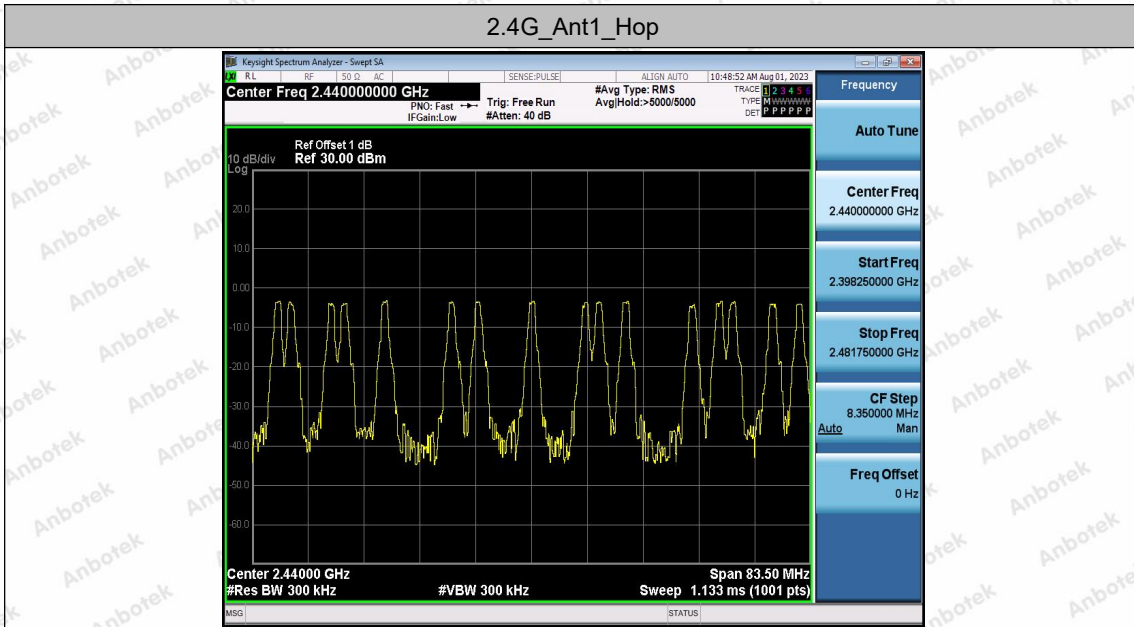 2.4G_Ant1_Hop
Keysight Spectrum Analyzer - Swept SA
LXI RL RF 50 Ω AC SENSE:PULSE ALIGN AUTO 10:48:52 AM Aug 01, 2023
Center Freq 2.440000000 GHz
#Avg Type: RMS
Avg|Hold:>5000/5000
PNO: Fast
IFGain:Low
Trig: Free Run
#Atten: 40 dB
TRACE 1 2 3 4 5 6
TYPE M W W W W W
DET P P P P P P
Ref Offset 1 dB
10 dB/div Ref 30.00 dBm
Log
20.0
10.0
0.00
-10.0
-20.0
-30.0
-40.0
-50.0
-60.0
Center 2.44000 GHz Span 83.50 MHz
#Res BW 300 kHz #VBW 300 kHz Sweep 1.133 ms (1001 pts)
MSG STATUS
Frequency
Auto Tune
Center Freq
2.440000000 GHz
Start Freq
2.398250000 GHz
Stop Freq
2.481750000 GHz
CF Step
8.350000 MHz
Auto Man
Freq Offset
0 Hz
Anbotek